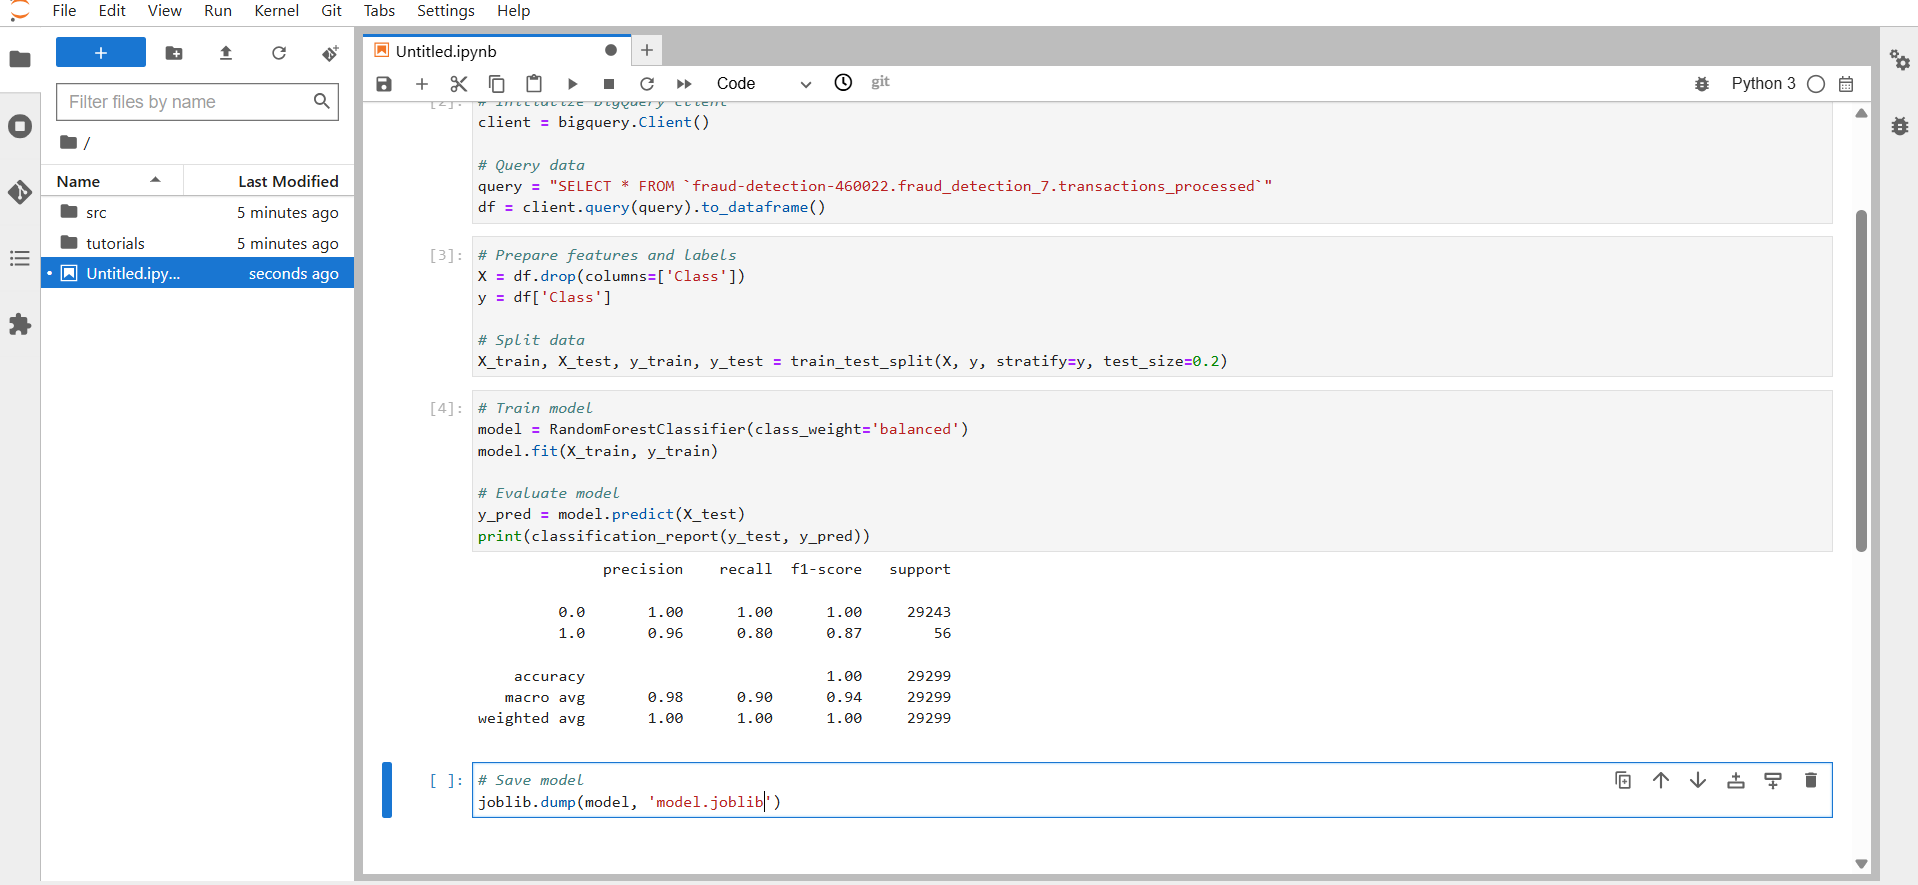 File Edit View Run Kernel Git Tabs Settings Help
Untitled.ipynb
Code
git
Python 3
Filter files by name
/
Name Last Modified
src 5 minutes ago
tutorials 5 minutes ago
Untitled.ipy... seconds ago
[2]: # Initialize BigQuery client
client = bigquery.Client()
# Query data
query = "SELECT * FROM `fraud-detection-460022.fraud_detection_7.transactions_processed`"
df = client.query(query).to_dataframe()
[3]: # Prepare features and labels
X = df.drop(columns=['Class'])
y = df['Class']
# Split data
X_train, X_test, y_train, y_test = train_test_split(X, y, stratify=y, test_size=0.2)
[4]: # Train model
model = RandomForestClassifier(class_weight='balanced')
model.fit(X_train, y_train)
# Evaluate model
y_pred = model.predict(X_test)
print(classification_report(y_test, y_pred))
precision recall f1-score support
0.0 1.00 1.00 1.00 29243
1.0 0.96 0.80 0.87 56
accuracy 1.00 29299
macro avg 0.98 0.90 0.94 29299
weighted avg 1.00 1.00 1.00 29299
[ ]: # Save model
joblib.dump(model, 'model.joblib')